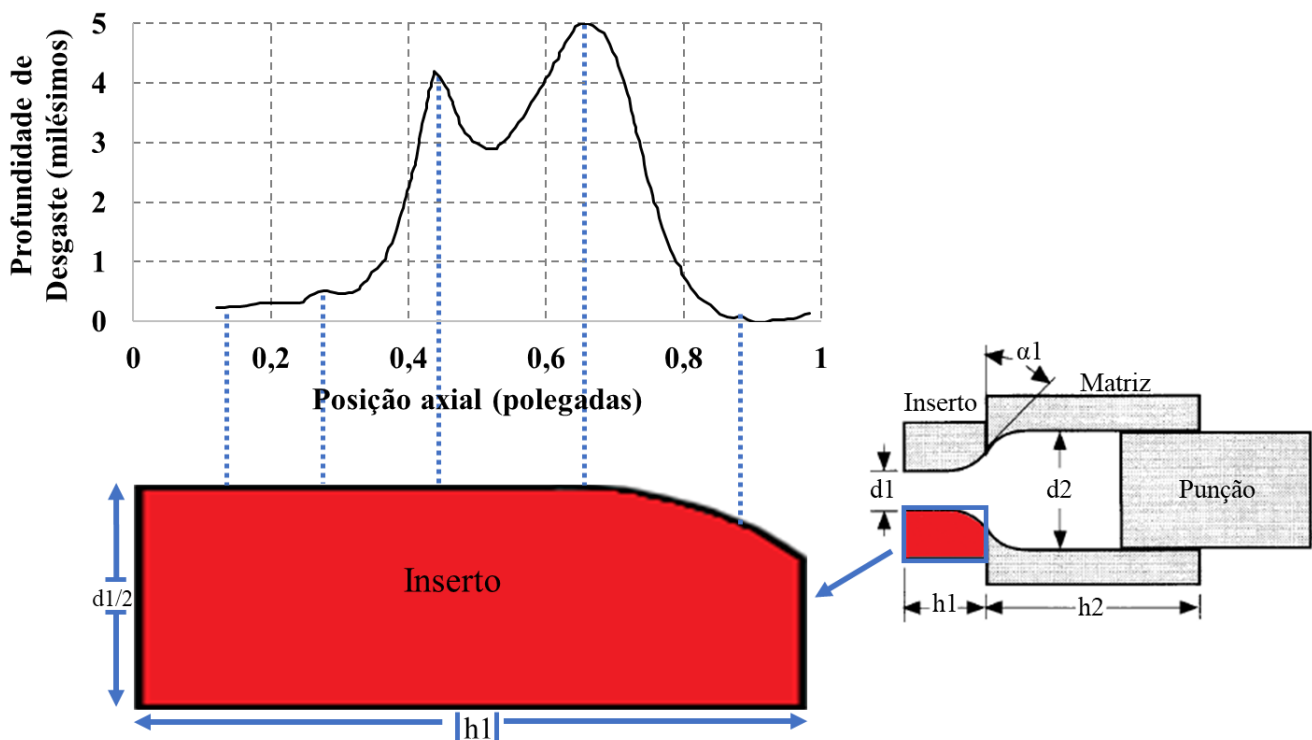 Profundidade de
Desgaste (milésimos)
5
4
3
2
1
0
0
0,2
0,4
0,6
0,8
1
Posição axial (polegadas)
α1
Matriz
Inserto
d1
d2
Punção
h1
h2
d1/2
Inserto
h1